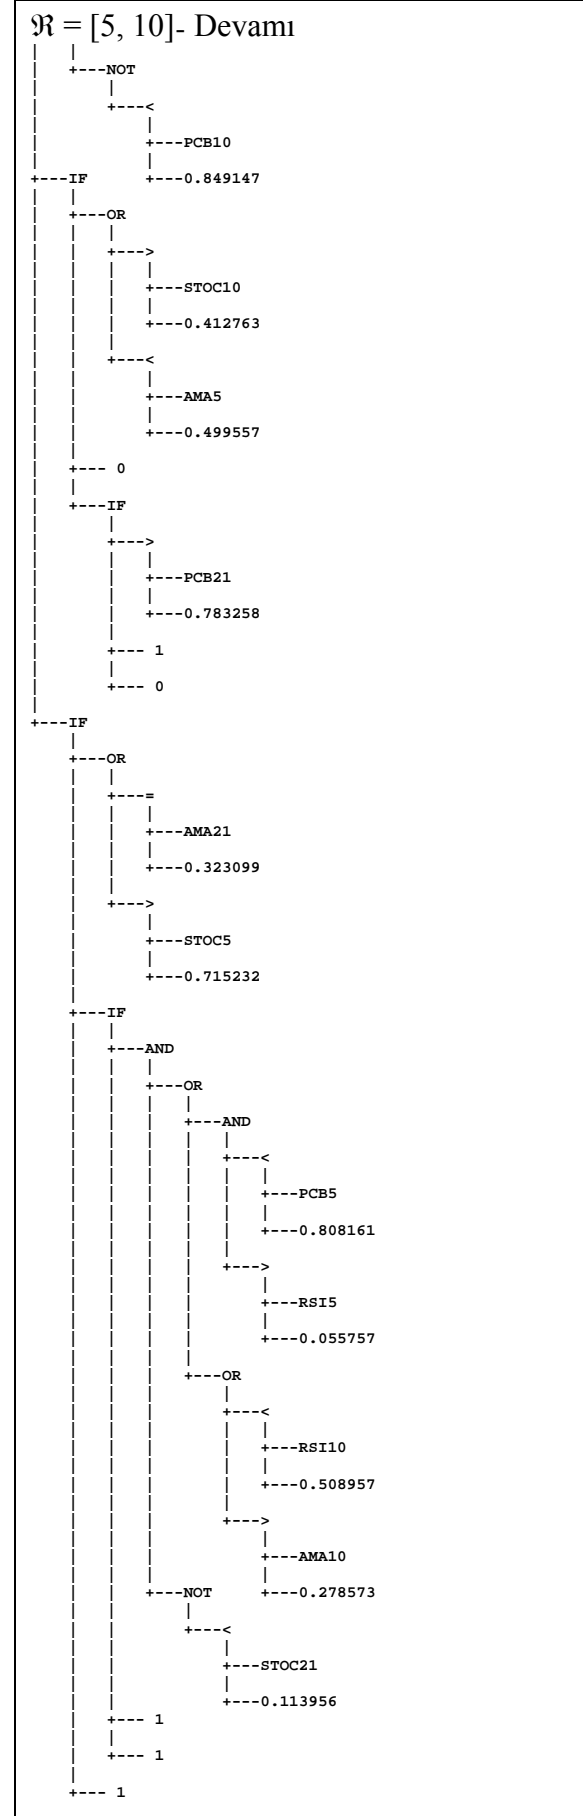 ℜ = [5, 10]- Devamı
| |
| +---NOT
| |
| +---<
| |
| +---PCB10
| |
+---IF +---0.849147
| |
| +---OR
| | |
| | +--->
| | | |
| | | +---STOC10
| | | |
| | | +---0.412763
| | |
| | +---<
| | |
| | +---AMA5
| | |
| | +---0.499557
| |
| +--- 0
| |
| +---IF
| |
| +--->
| | |
| | +---PCB21
| | |
| | +---0.783258
| |
| +--- 1
| |
| +--- 0
|
+---IF
|
+---OR
| |
| +---=
| | |
| | +---AMA21
| | |
| | +---0.323099
| |
| +--->
| |
| +---STOC5
| |
| +---0.715232
|
+---IF
| |
| +---AND
| | |
| | +---OR
| | | |
| | | +---AND
| | | | |
| | | | +---<
| | | | | |
| | | | | +---PCB5
| | | | | |
| | | | | +---0.808161
| | | | |
| | | | +--->
| | | | |
| | | | +---RSI5
| | | | |
| | | | +---0.055757
| | | |
| | | +---OR
| | | |
| | | +---<
| | | | |
| | | | +---RSI10
| | | | |
| | | | +---0.508957
| | | |
| | | +--->
| | | |
| | | +---AMA10
| | | |
| | +---NOT +---0.278573
| | |
| | +---<
| | |
| | +---STOC21
| | |
| | +---0.113956
| +--- 1
| |
| +--- 1
|
+--- 1